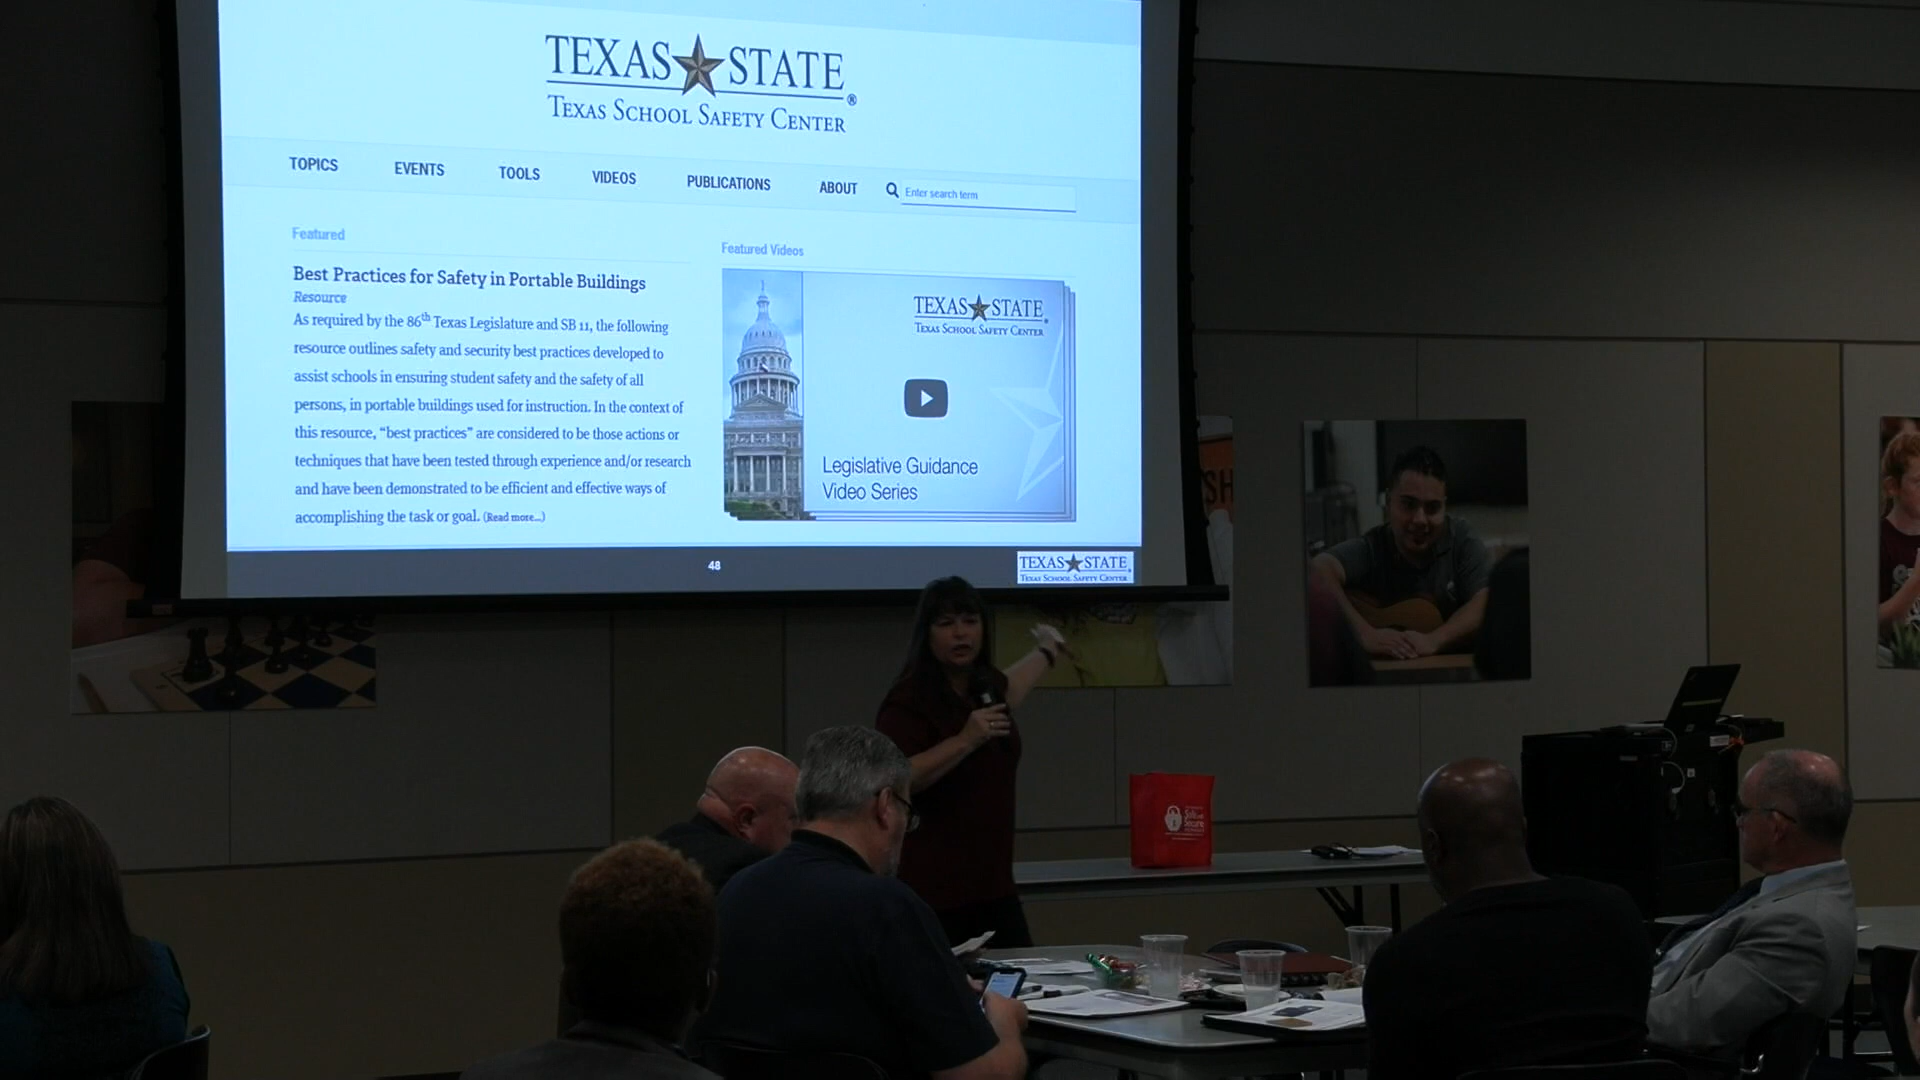 TEXAS STATE®
TEXAS SCHOOL SAFETY CENTER
TOPICS EVENTS TOOLS VIDEOS PUBLICATIONS ABOUT Enter search term
Featured
Best Practices for Safety in Portable Buildings
Resource
As required by the 86th Texas Legislature and SB 11, the following
resource outlines safety and security best practices developed to
assist schools in ensuring student safety and the safety of all
persons, in portable buildings used for instruction. In the context of
this resource, “best practices” are considered to be those actions or
techniques that have been tested through experience and/or research
and have been demonstrated to be efficient and effective ways of
accomplishing the task or goal. (Read more...)
Featured Videos
TEXAS STATE
TEXAS SCHOOL SAFETY CENTER
Legislative Guidance
Video Series
48
TEXAS STATE
TEXAS SCHOOL SAFETY CENTER
SH
Safe
Secure